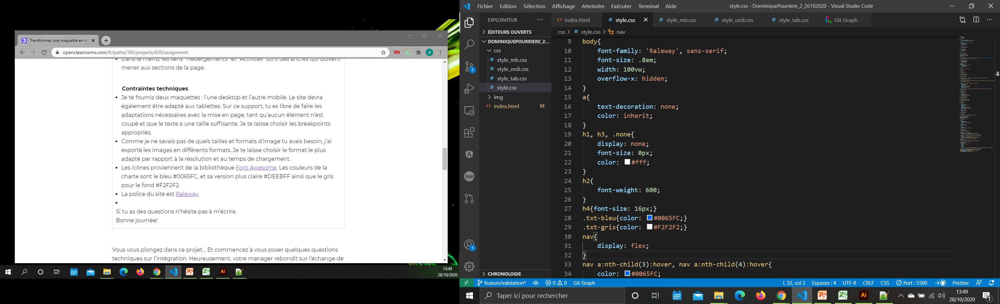 Transformez une maquette en sit
openclassrooms.com/fr/paths/185/projects/639/assignment
d
Dans le menu, les liens "Hébergements" et "Activités" sont des ancres qui doivent
mener aux sections de la page.
Contraintes techniques
Je te fournis deux maquettes : l’une desktop et l’autre mobile. Le site devra
également être adapté aux tablettes. Sur ce support, tu es libre de faire les
adaptations nécessaires avec la mise en page, tant qu’aucun élément n’est
coupé et que le texte a une taille suffisante. Je te laisse choisir les breakpoints
appropriés.
Comme je ne savais pas de quels tailles et formats d’image tu avais besoin, j’ai
exporté les images en différents formats. Je te laisse choisir le format le plus
adapté par rapport à la résolution et au temps de chargement.
Les icônes proviennent de la bibliothèque Font Awesome. Les couleurs de la
charte sont le bleu #0065FC, et sa version plus claire #DEEBFF ainsi que le gris
pour le fond #F2F2F2.
La police du site est Raleway.
Si tu as des questions n’hésite pas à m’écrire.
Bonne journée!
Vous vous plongez dans ce projet... Et commencez à vous poser quelques questions
techniques sur l’intégration. Heureusement, votre manager rebondit sur l’échange de
13:49
28/10/2020
Fichier Edition Sélection Affichage Atteindre Exécuter Terminal Aide
style.css - DominiquePourriere_2_26102020 - Visual Studio Code
EXPLORATEUR
ÉDITEURS OUVERTS
DOMINIQUEPOURRIERE_2...
css
# style_mb.css
# style_ordi.css
# style_tab.css
# style.css
img
index.html M
CHRONOLOGIE
index.html # style.css # style_mb.css # style_ordi.css # style_tab.css Git Graph
css > # style.css > nav
9 body{
10 font-family: 'Raleway', sans-serif;
11 font-size: .8em;
12 width: 100vw;
13 overflow-x: hidden;
14 }
15 a{
16 text-decoration: none;
17 color: inherit;
18 }
19 h1, h3, .none{
20 display: none;
21 font-size: 0px;
22 color: #fff;
23 }
24 h2{
25 font-weight: 600;
26 }
27 h4{font-size: 16px;}
28 .txt-bleu{color: #0065FC;}
29 .txt-gris{color: #F2F2F2;}
30 nav{
31 display: flex;
32 }
33 nav a:nth-child(3):hover, nav a:nth-child(4):hover{
34 color: #0065FC;
feature/validation* 0 0 Git Graph
L 32, col 2 Espaces : 4 UTF-8 CRLF CSS Port : 5500 Prettier
Taper ici pour rechercher
13:49
28/10/2020